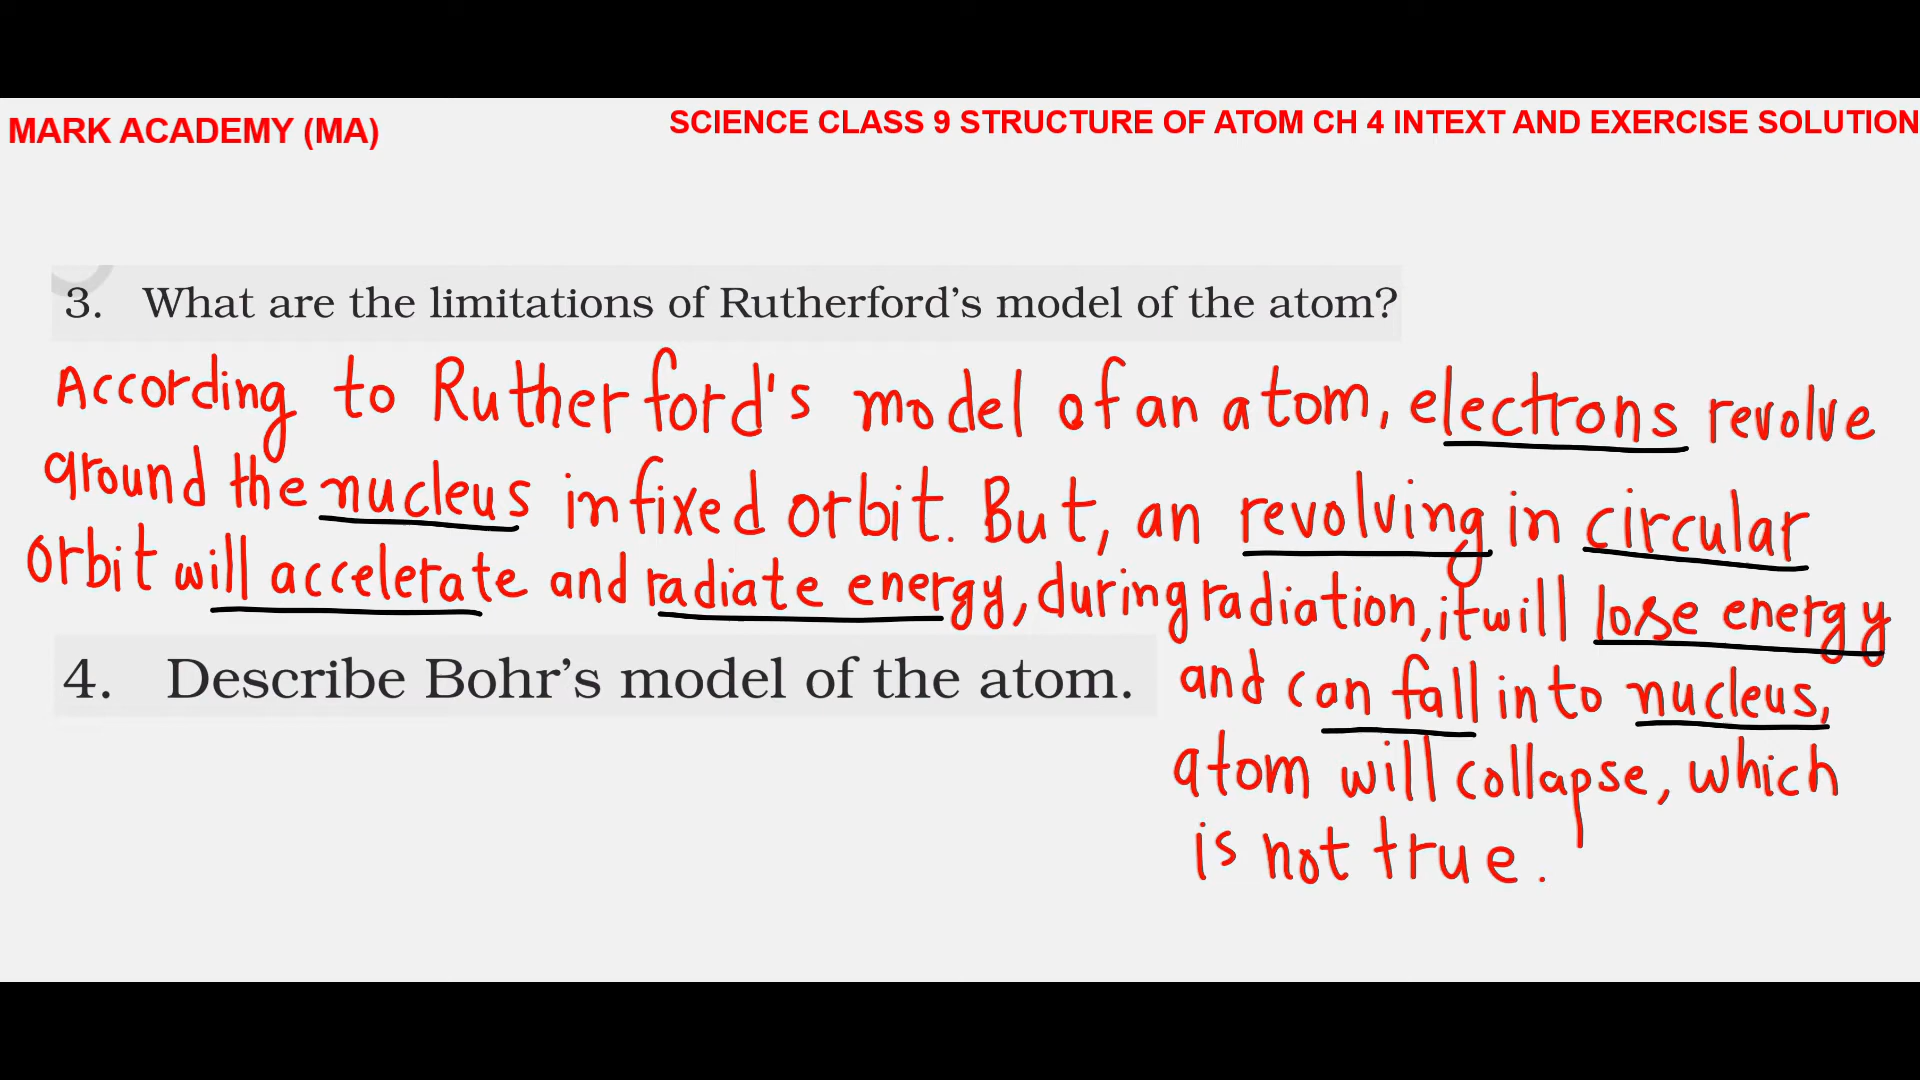 MARK ACADEMY (MA)
SCIENCE CLASS 9 STRUCTURE OF ATOM CH 4 INTEXT AND EXERCISE SOLUTION
3. What are the limitations of Rutherford's model of the atom?
According to Rutherford's model of an atom, electrons revolve
around the nucleus in fixed orbit. But, an revolving in circular
orbit will accelerate and radiate energy, during radiation, it will lose energy
and can fall into nucleus,
atom will collapse, which
is not true.
4. Describe Bohr's model of the atom.